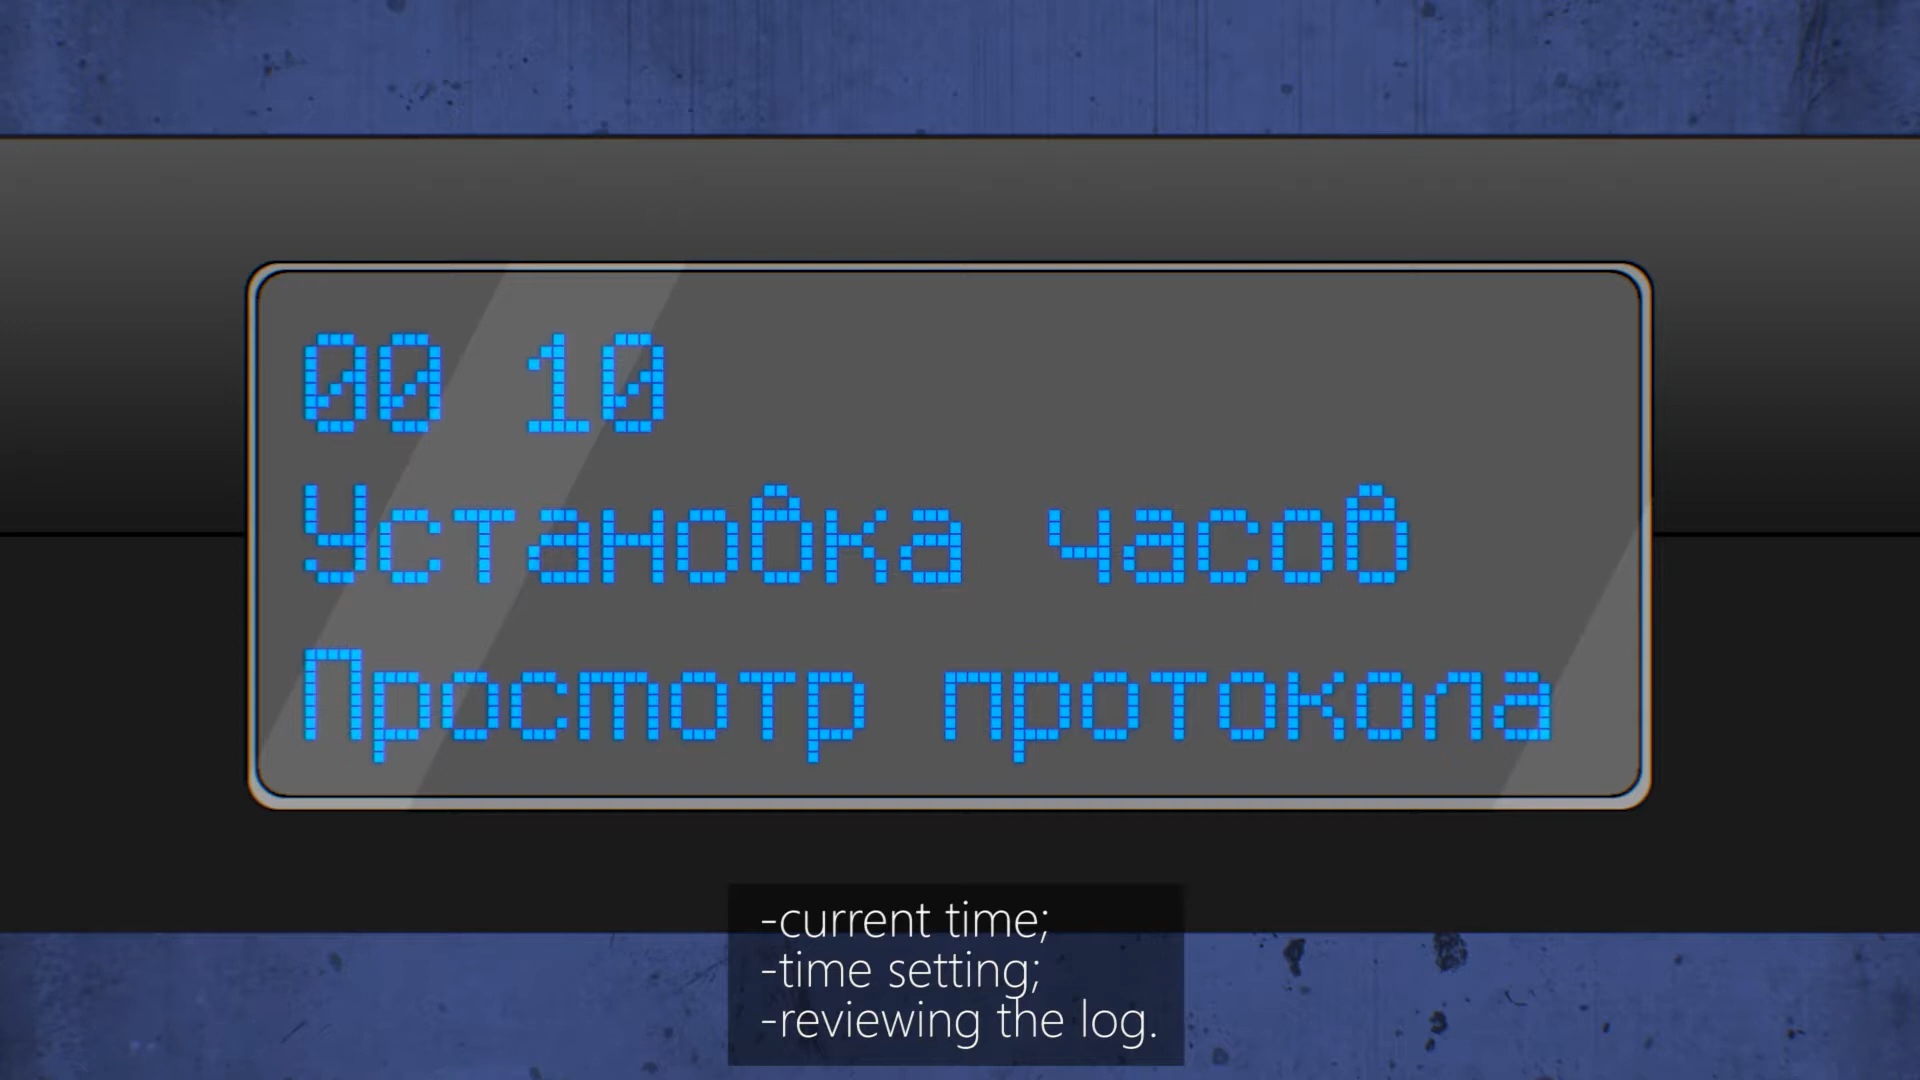 00 10
Установка часов
Просмотр протокола
-current time;
-time setting;
-reviewing the log.